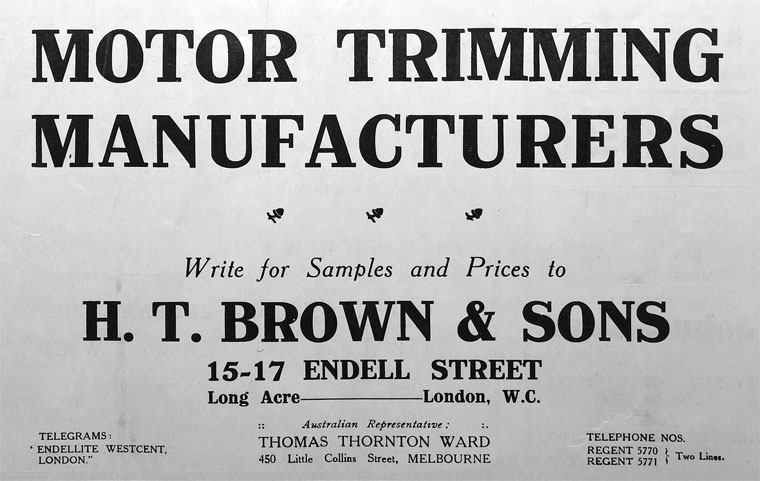 MOTOR TRIMMING
MANUFACTURERS
Write for Samples and Prices to
H. T. BROWN & SONS
15-17 ENDELL STREET
Long Acre————London, W.C.
:: Australian Representative: :.
THOMAS THORNTON WARD
450 Little Collins Street, MELBOURNE
TELEGRAMS:
‘ ENDELLITE WESTCENT,
LONDON.”
TELEPHONE NOS.
REGENT 5770 } Two Lines.
REGENT 5771